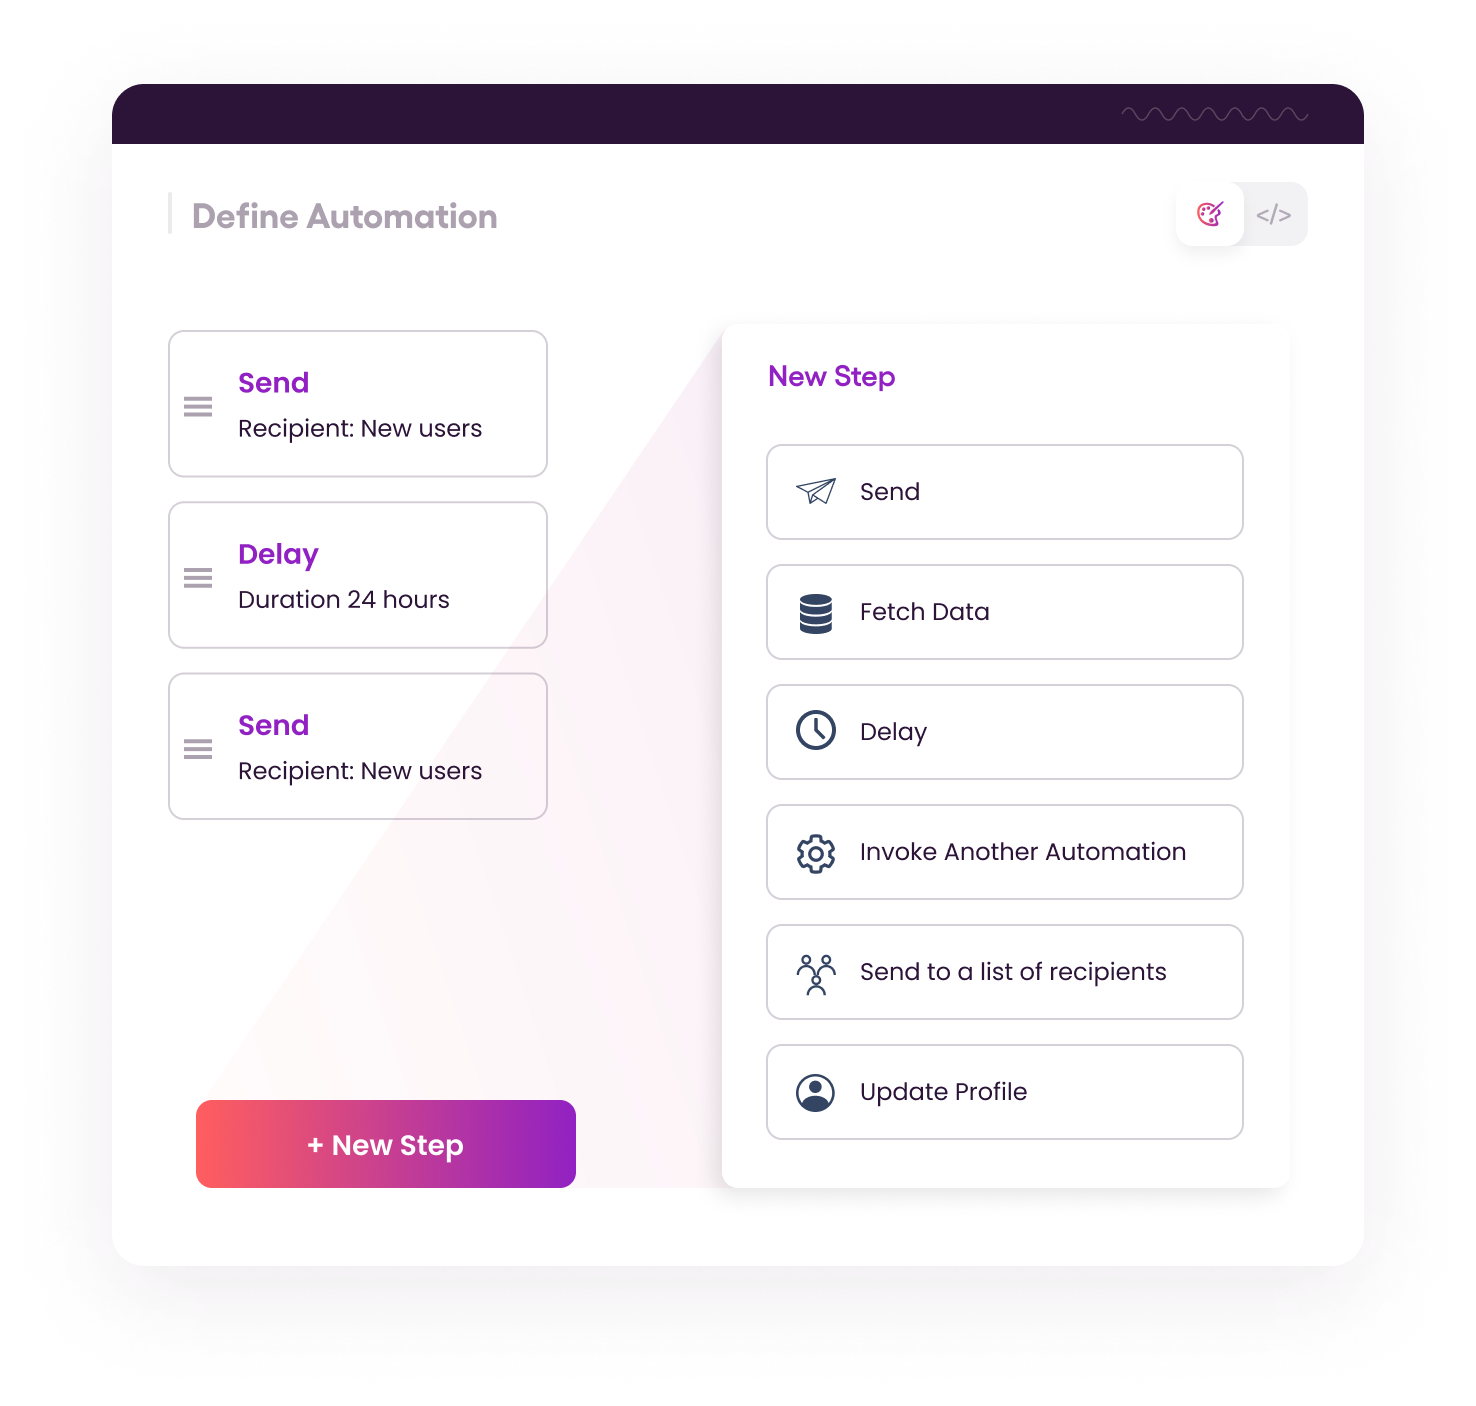 Define Automation
</>
Send
Recipient: New users
Delay
Duration 24 hours
Send
Recipient: New users
+ New Step
New Step
Send
Fetch Data
Delay
Invoke Another Automation
Send to a list of recipients
Update Profile